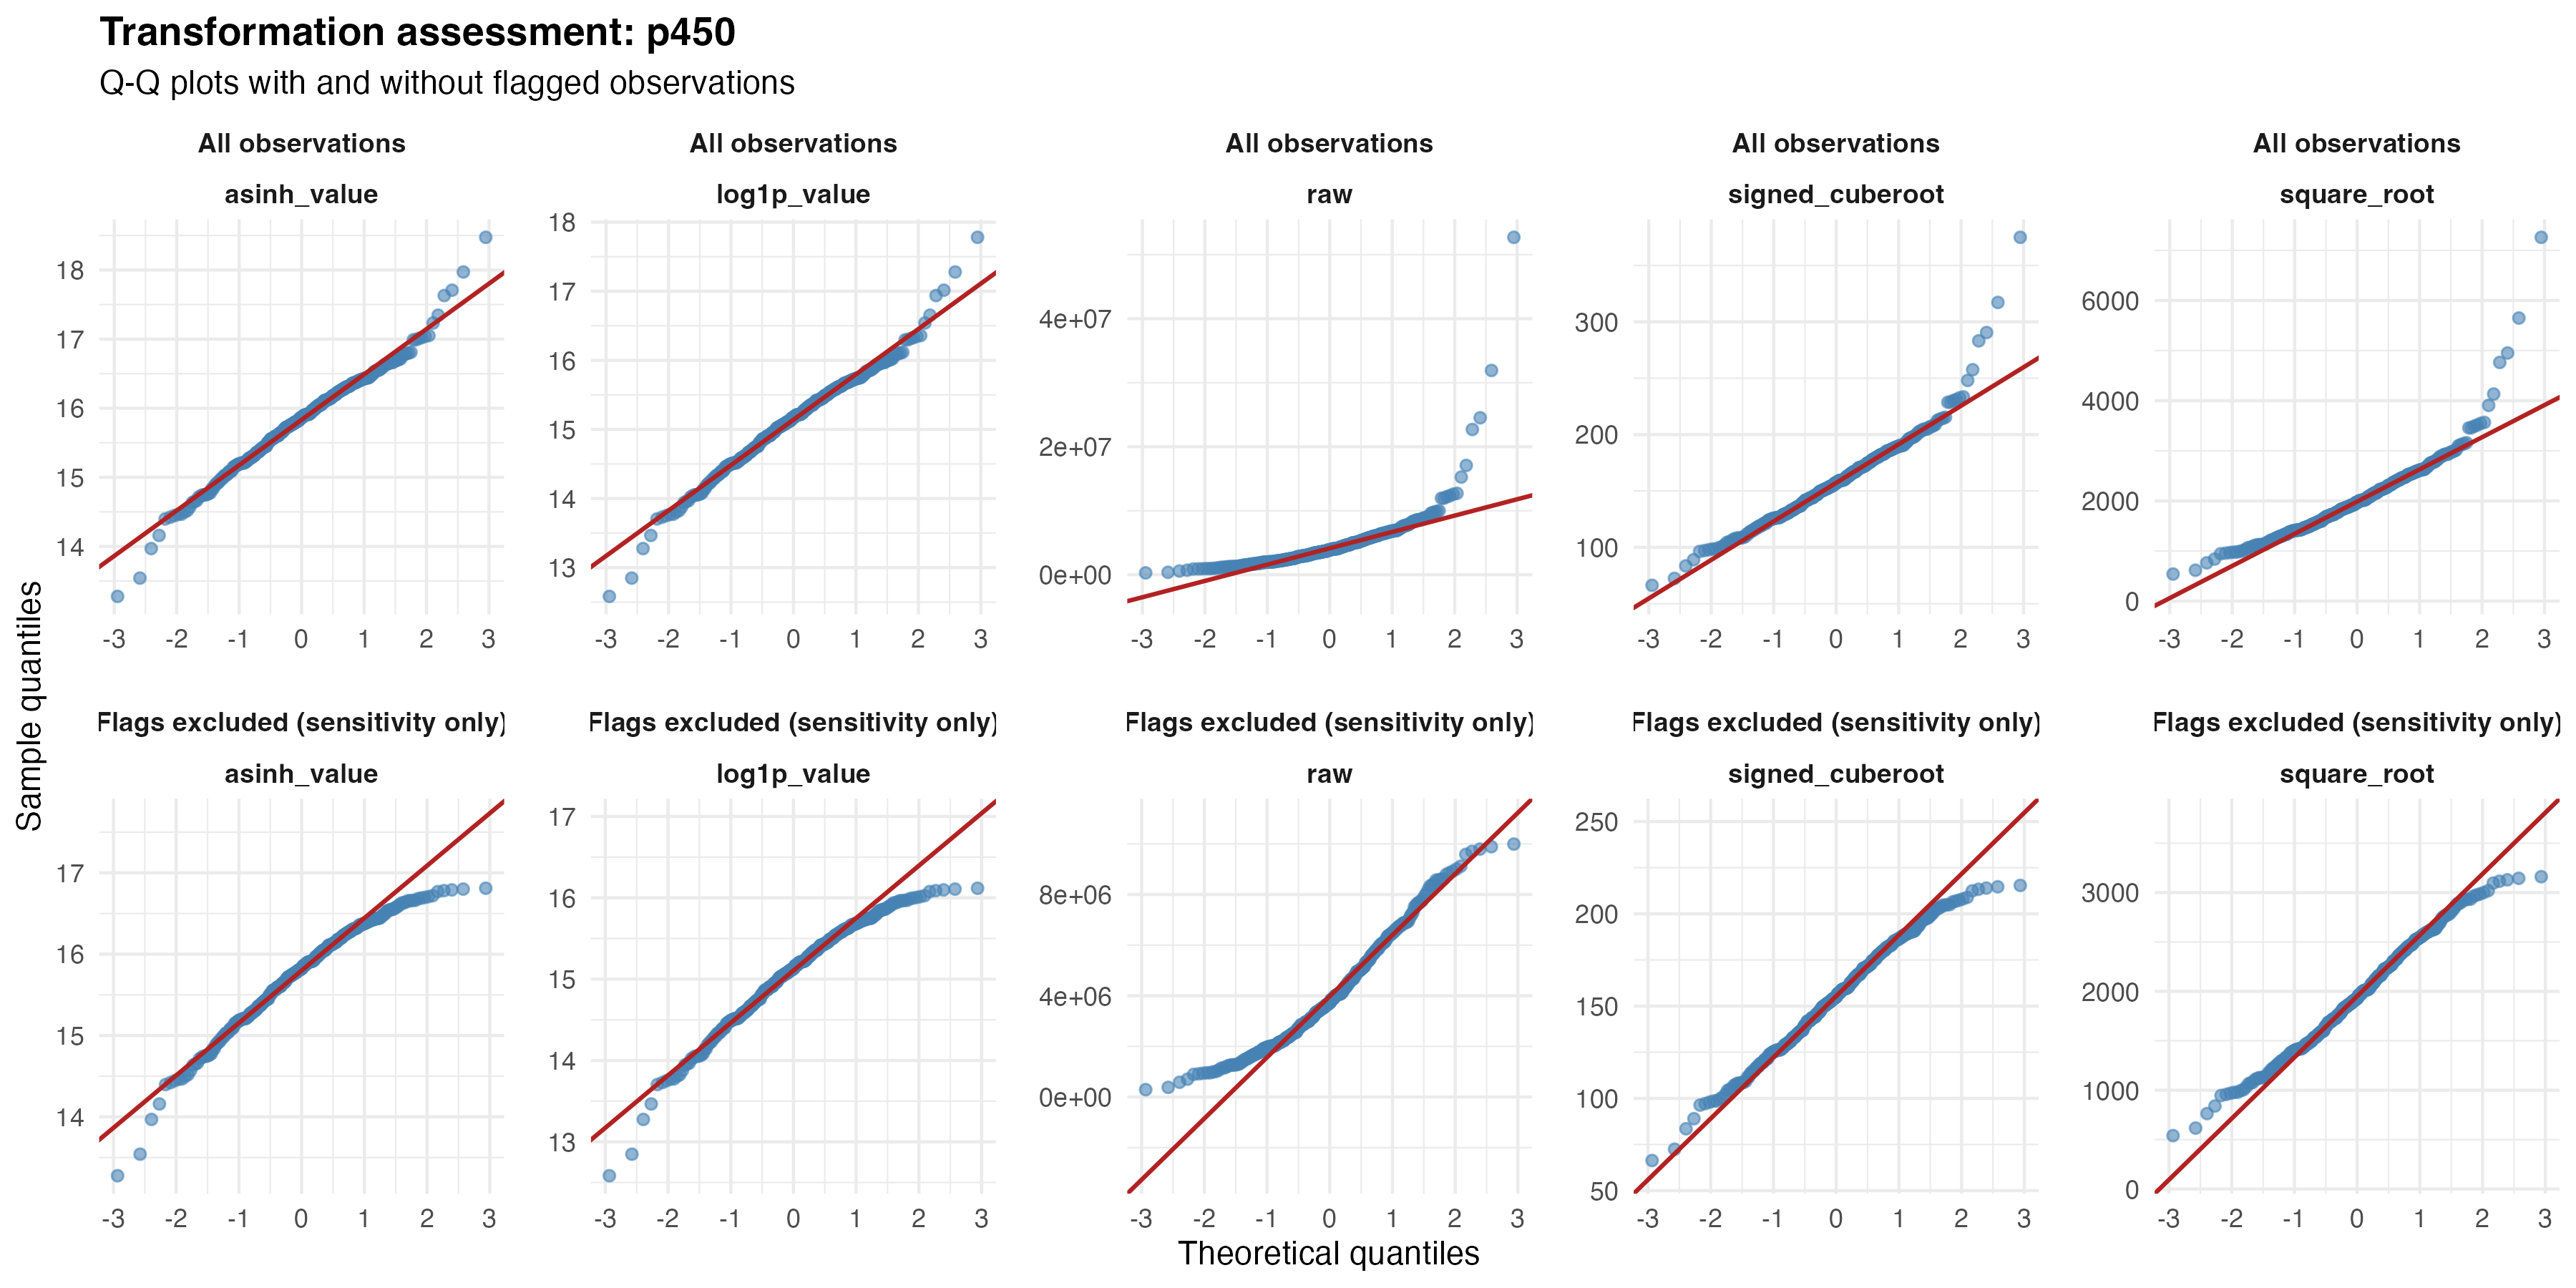 Transformation assessment: p450
Q-Q plots with and without flagged observations
All observations All observations All observations All observations All observations
asinh_value log1p_value raw signed_cuberoot square_root
18
17
16
15
14
-3 -2 -1 0 1 2 3
18
17
16
15
14
13
-3 -2 -1 0 1 2 3
4e+07
2e+07
0e+00
-3 -2 -1 0 1 2 3
300
200
100
-3 -2 -1 0 1 2 3
6000
4000
2000
0
-3 -2 -1 0 1 2 3
Sample quantiles
Flags excluded (sensitivity only) Flags excluded (sensitivity only) Flags excluded (sensitivity only) Flags excluded (sensitivity only) Flags excluded (sensitivity only)
asinh_value log1p_value raw signed_cuberoot square_root
17
16
15
14
-3 -2 -1 0 1 2 3
17
16
15
14
13
-3 -2 -1 0 1 2 3
8e+06
4e+06
0e+00
-3 -2 -1 0 1 2 3
250
200
150
100
50
-3 -2 -1 0 1 2 3
3000
2000
1000
0
-3 -2 -1 0 1 2 3
Theoretical quantiles